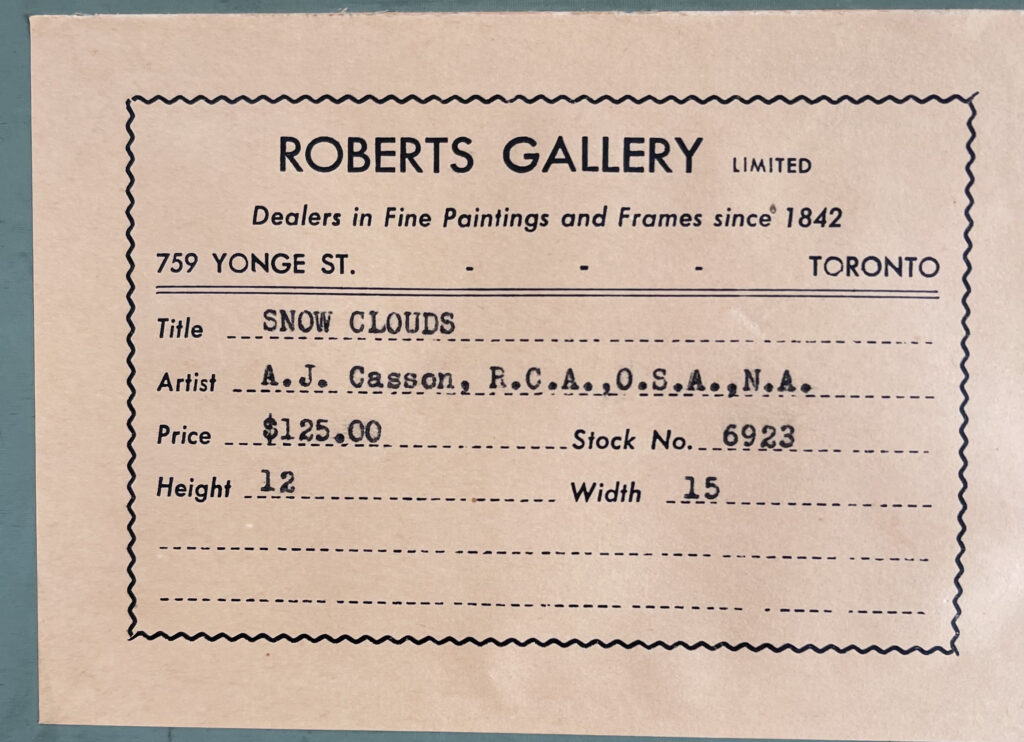 ROBERTS GALLERY LIMITED
Dealers in Fine Paintings and Frames since 1842
759 YONGE ST. - - - TORONTO
Title SNOW CLOUDS
Artist A.J. Casson, R.C.A.,O.S.A.,N.A.
Price $125.00 Stock No. 6923
Height 12 Width 15